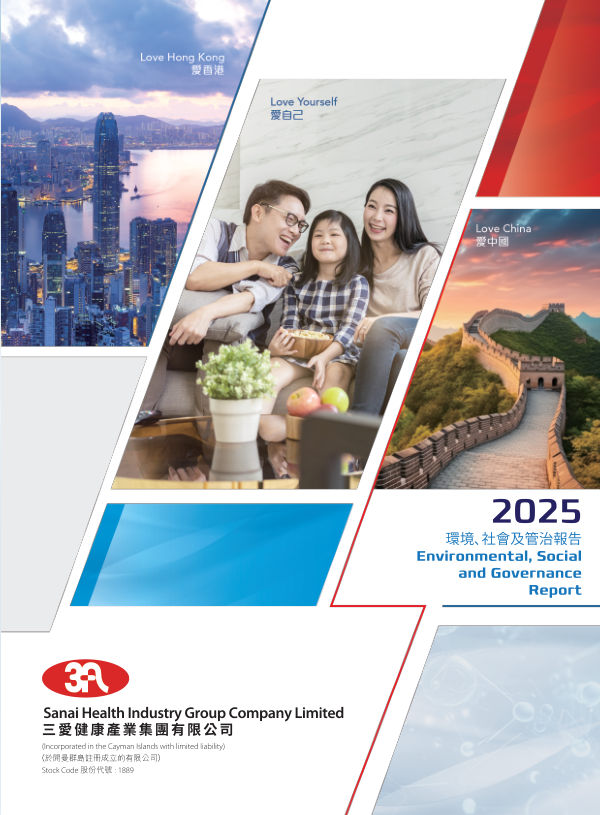 Love Hong Kong
愛香港
Love Yourself
愛自己
Love China
愛中國
2025
環境、社會及管治報告
Environmental, Social
and Governance
Report
Sanai Health Industry Group Company Limited
三愛健康產業集團有限公司
(Incorporated in the Cayman Islands with limited liability)
(於開曼群島註冊成立的有限公司)
Stock Code 股份代號 : 1889